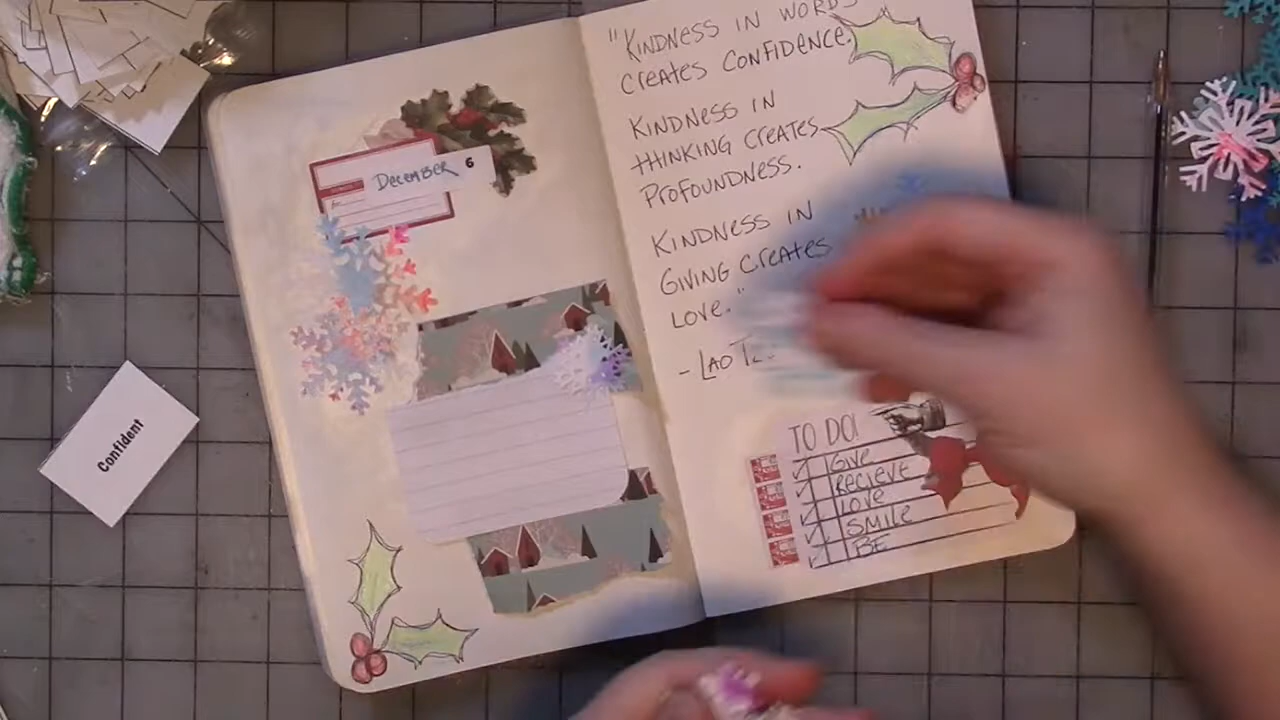 December 6
Confident
"KINDNESS IN WORDS
CREATES CONFIDENCE.
KINDNESS IN
THINKING CREATES
PROFOUNDNESS.
KINDNESS IN
GIVING CREATES
LOVE."
- LAO
TO DO!
GIVE
RECIEVE
LOVE
SMILE
BE